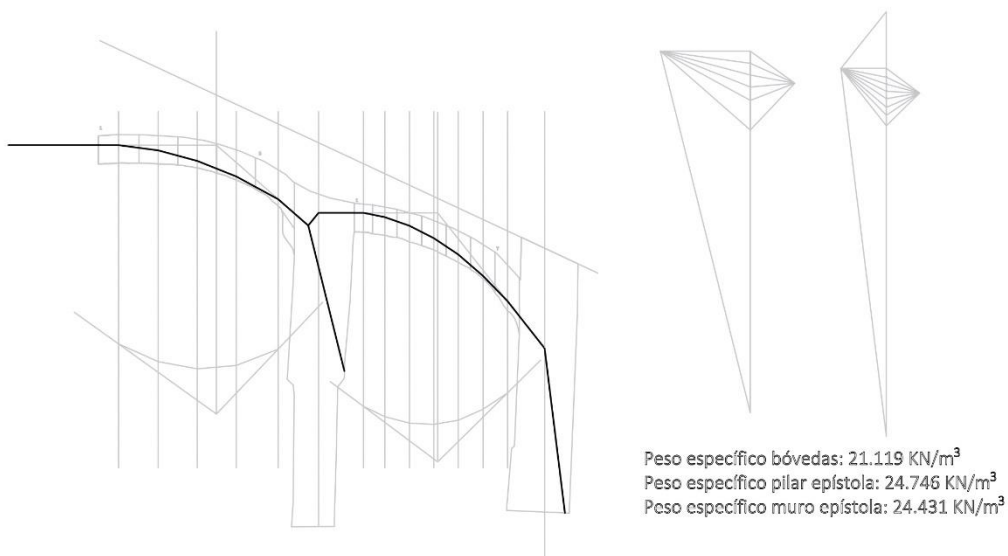 Peso específico bóvedas: 21.119 KN/m³
Peso específico pilar epístola: 24.746 KN/m³
Peso específico muro epístola: 24.431 KN/m³